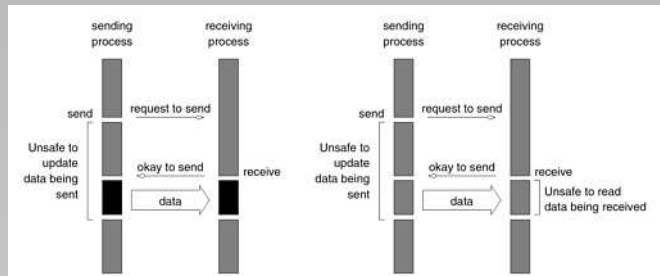 sending
process
receiving
process
send
request to send
Unsafe to
update
data being
sent
okay to send
receive
data
sending
process
receiving
process
send
request to send
Unsafe to
update
data being
sent
okay to send
receive
data
Unsafe to read
data being received